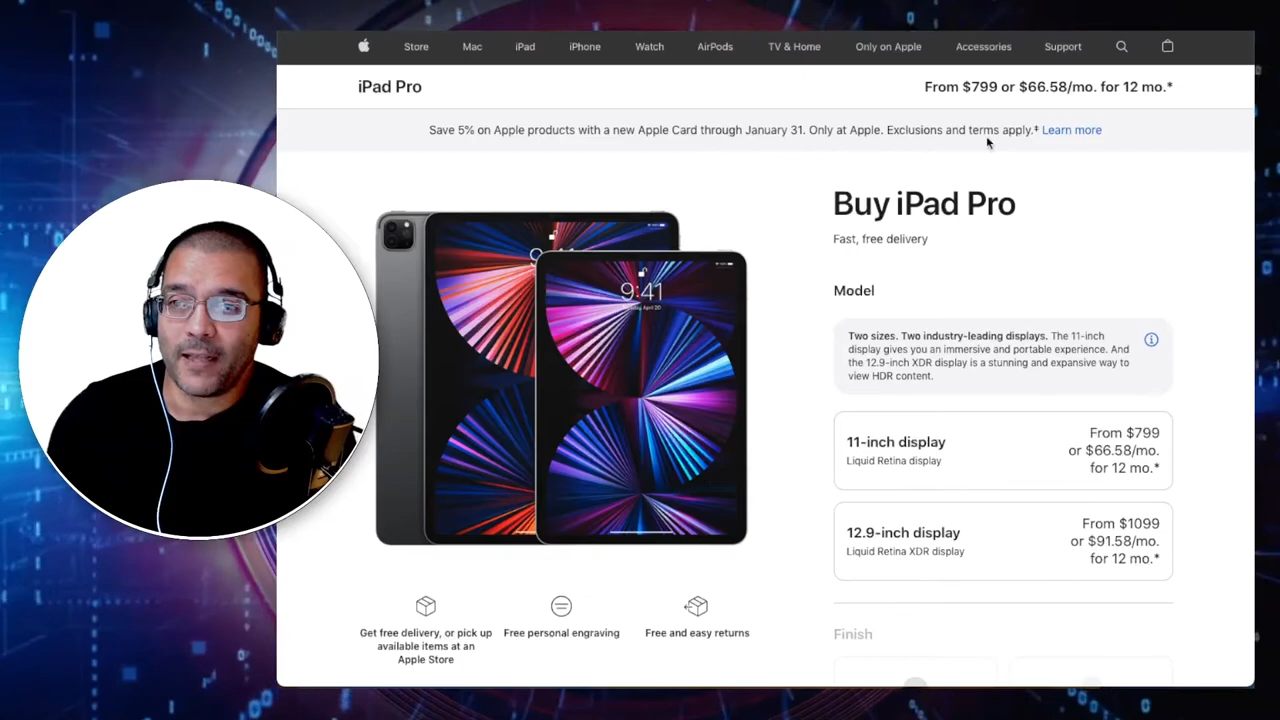 Store Mac iPad iPhone Watch AirPods TV & Home Only on Apple Accessories Support
iPad Pro
From $799 or $66.58/mo. for 12 mo.*
Save 5% on Apple products with a new Apple Card through January 31. Only at Apple. Exclusions and terms apply.‡ Learn more
Buy iPad Pro
Fast, free delivery
Model
Two sizes. Two industry-leading displays. The 11-inch
display gives you an immersive and portable experience. And
the 12.9-inch XDR display is a stunning and expansive way to
view HDR content.
11-inch display
Liquid Retina display
From $799
or $66.58/mo.
for 12 mo.*
12.9-inch display
Liquid Retina XDR display
From $1099
or $91.58/mo.
for 12 mo.*
Finish
9:41
Get free delivery, or pick up
available items at an
Apple Store
Free personal engraving
Free and easy returns